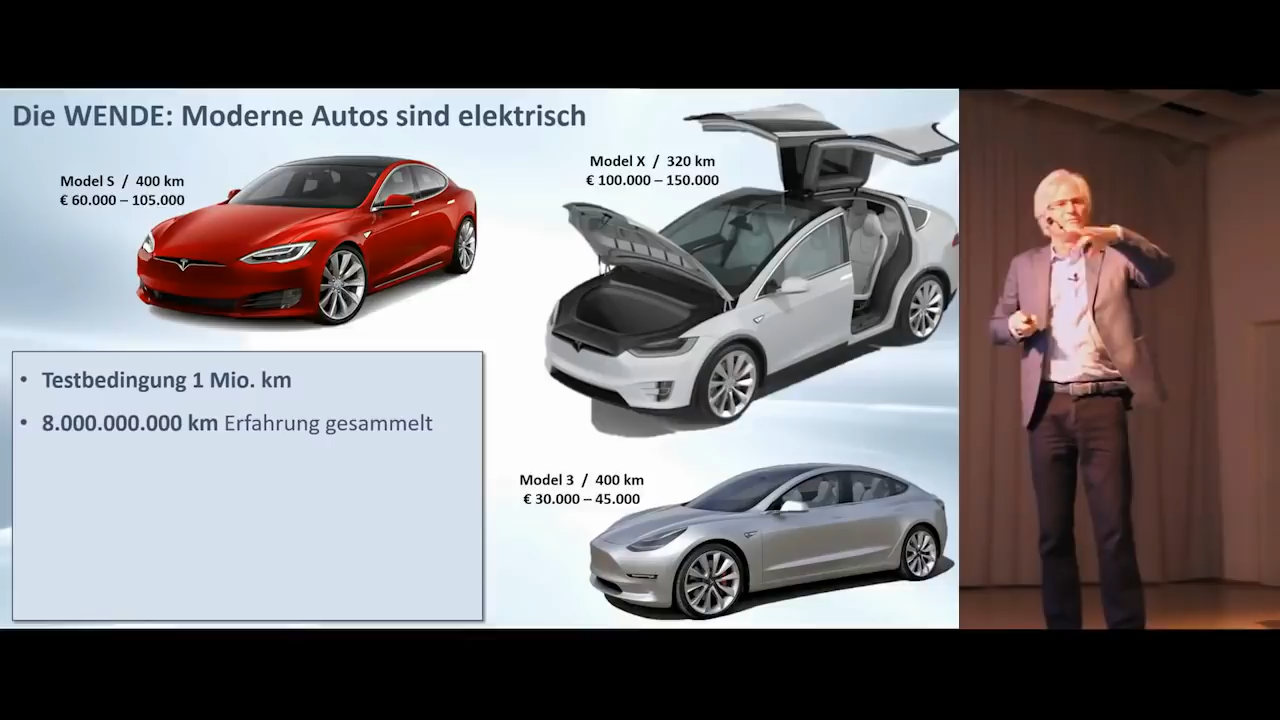 Die WENDE: Moderne Autos sind elektrisch
Model S / 400 km
€ 60.000 – 105.000
Model X / 320 km
€ 100.000 – 150.000
• Testbedingung 1 Mio. km
• 8.000.000.000 km Erfahrung gesammelt
Model 3 / 400 km
€ 30.000 – 45.000